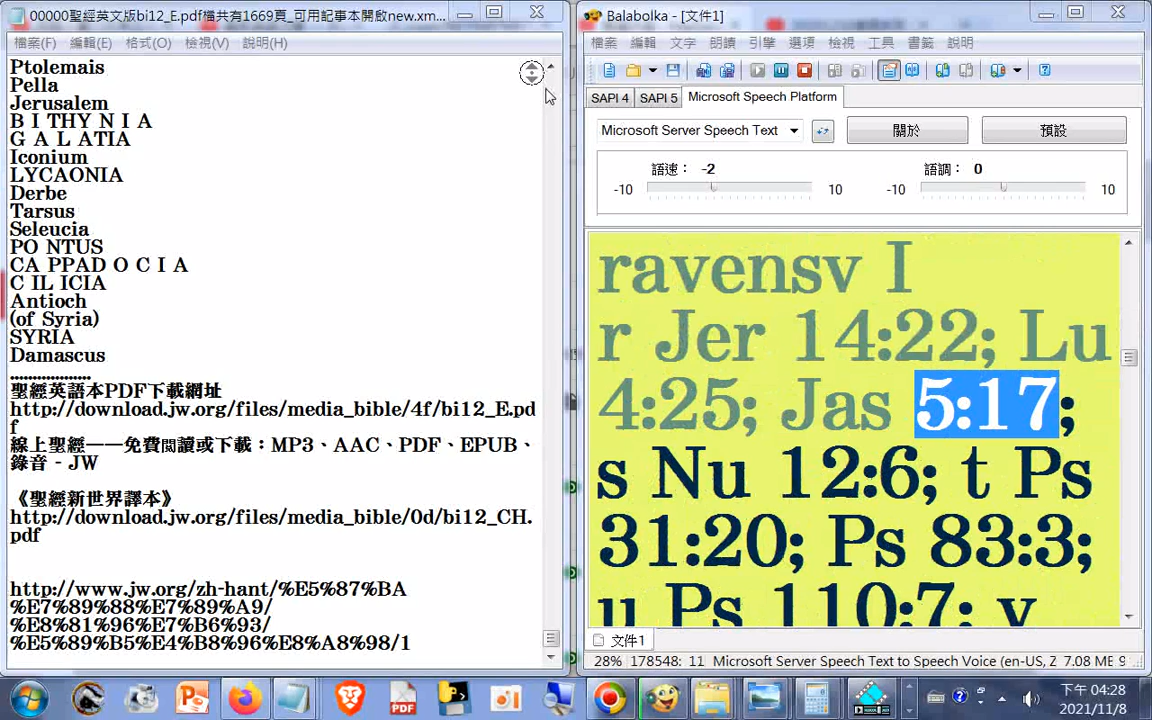 00000聖經英文版bi12_E.pdf檔共有1669頁_可用記事本開啟new.xm...
檔案(F) 編輯(E) 格式(O) 檢視(V) 說明(H)
Ptolemais
Pella
Jerusalem
B I THY N I A
G A L ATIA
Iconium
LYCAONIA
Derbe
Tarsus
Seleucia
PO NTUS
CA PPAD O C I A
C IL ICIA
Antioch
(of Syria)
SYRIA
Damascus
..................
聖經英語本PDF下載網址
http://download.jw.org/files/media_bible/4f/bi12_E.pd
f
線上聖經——免費閱讀或下載：MP3、AAC、PDF、EPUB、
錄音 - JW
《聖經新世界譯本》
http://download.jw.org/files/media_bible/0d/bi12_CH.
pdf
http://www.jw.org/zh-hant/%E5%87%BA
%E7%89%88%E7%89%A9/
%E8%81%96%E7%B6%93/
%E5%89%B5%E4%B8%96%E8%A8%98/1
Balabolka - [文件1]
檔案 編輯 文字 朗讀 引擎 選項 檢視 工具 書籤 說明
SAPI 4 SAPI 5 Microsoft Speech Platform
Microsoft Server Speech Text 關於 預設
語速： -2 語調： 0
-10 10 -10 10
ravensv I
r Jer 14:22; Lu
4:25; Jas 5:17;
s Nu 12:6; t Ps
31:20; Ps 83:3;
u Ps 110:7; v
文件1
28% 178548: 11 Microsoft Server Speech Text to Speech Voice (en-US, Z 7.08 MB 9
下午 04:28
2021/11/8